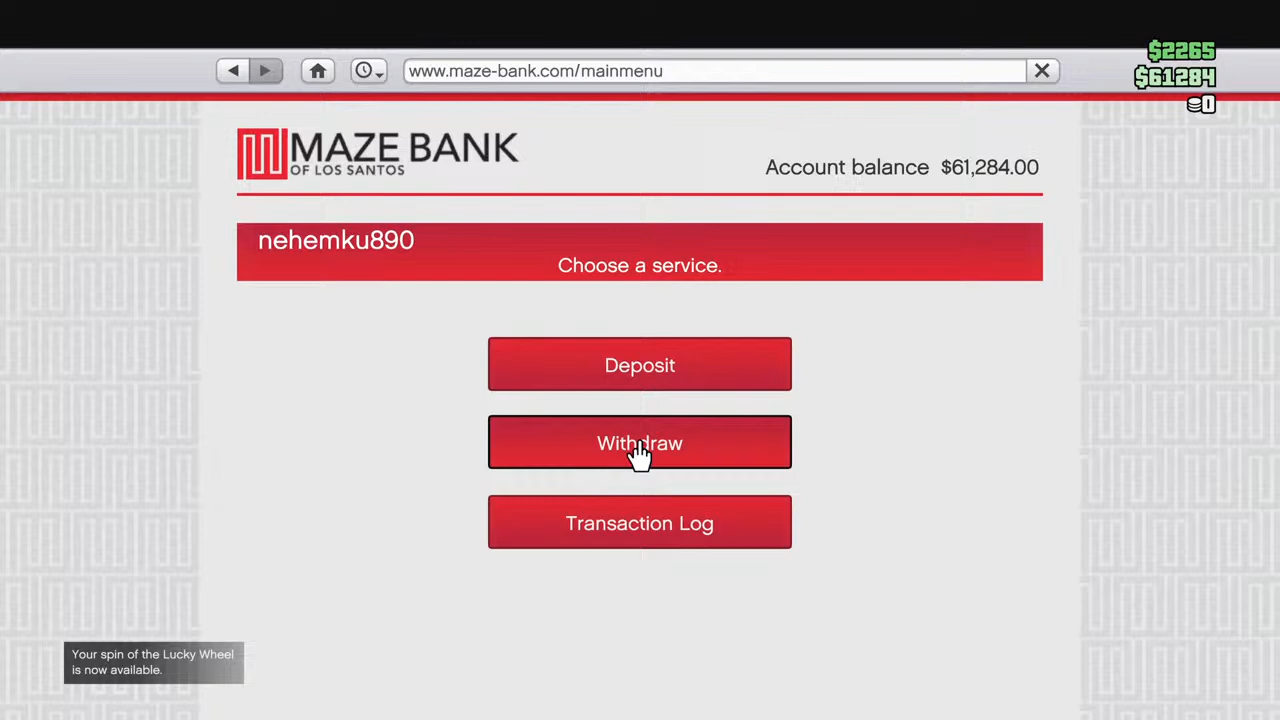 $2265
www.maze-bank.com/mainmenu
$61284
0
MAZE BANK
OF LOS SANTOS
Account balance $61,284.00
nehemku890
Choose a service.
Deposit
Withdraw
Transaction Log
Your spin of the Lucky Wheel
is now available.